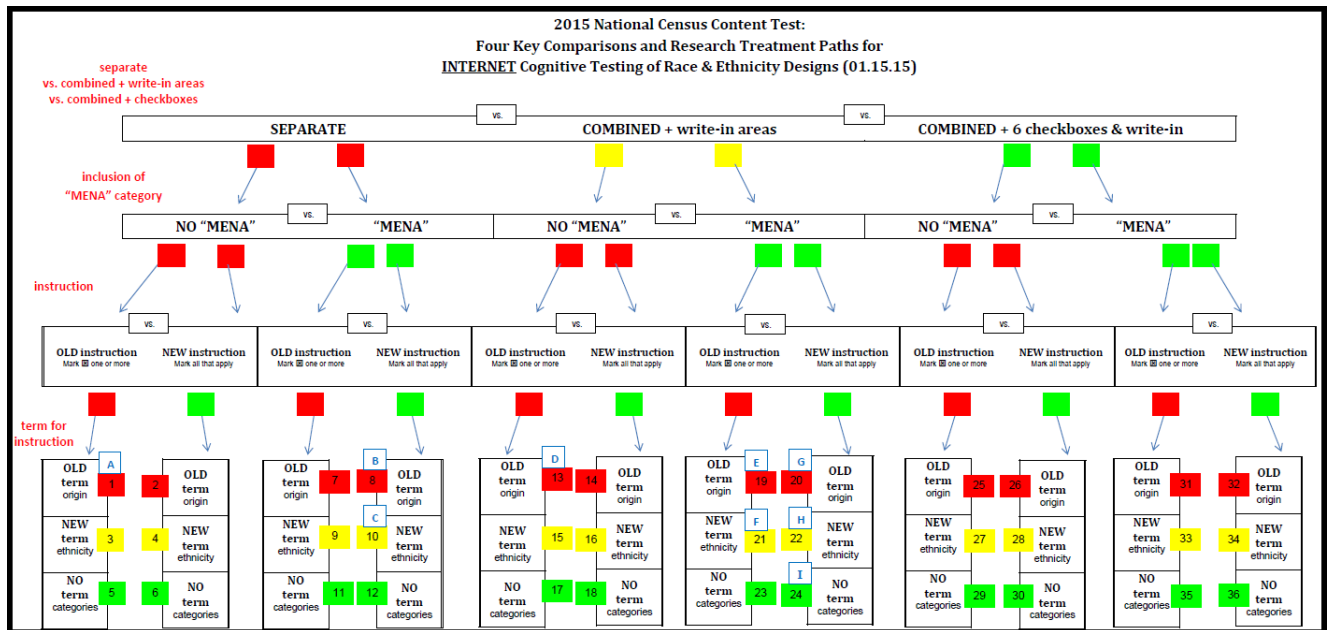 2015 National Census Content Test:
Four Key Comparisons and Research Treatment Paths for
INTERNET Cognitive Testing of Race & Ethnicity Designs (01.15.15)
separate
vs. combined + write-in areas
vs. combined + checkboxes
vs. vs.
SEPARATE COMBINED + write-in areas COMBINED + 6 checkboxes & write-in
inclusion of
“MENA” category
vs. vs. vs.
NO “MENA” “MENA” NO “MENA” “MENA” NO “MENA” “MENA”
instruction
vs. vs. vs. vs. vs. vs.
OLD instruction NEW instruction OLD instruction NEW instruction OLD instruction NEW instruction OLD instruction NEW instruction OLD instruction NEW instruction OLD instruction NEW instruction
Mark ☒ one or more Mark all that apply Mark ☒ one or more Mark all that apply Mark ☒ one or more Mark all that apply Mark ☒ one or more Mark all that apply Mark ☒ one or more Mark all that apply Mark ☒ one or more Mark all that apply
term for
instruction
A B D E G
OLD OLD OLD OLD OLD OLD OLD OLD OLD OLD OLD OLD
term 1 2 term term 7 8 term term 13 14 term term 19 20 term term 25 26 term term 31 32 term
origin origin origin origin origin origin origin origin origin origin origin origin
C F H
NEW NEW NEW NEW NEW NEW NEW NEW NEW NEW NEW NEW
term 3 4 term term 9 10 term term 15 16 term term 21 22 term term 27 28 term term 33 34 term
ethnicity ethnicity ethnicity ethnicity ethnicity ethnicity ethnicity ethnicity ethnicity ethnicity ethnicity ethnicity
I
NO NO NO NO NO NO NO NO NO NO NO NO
term 5 6 term term 11 12 term term 17 18 term term 23 24 term term 29 30 term term 35 36 term
categories categories categories categories categories categories categories categories categories categories categories categories